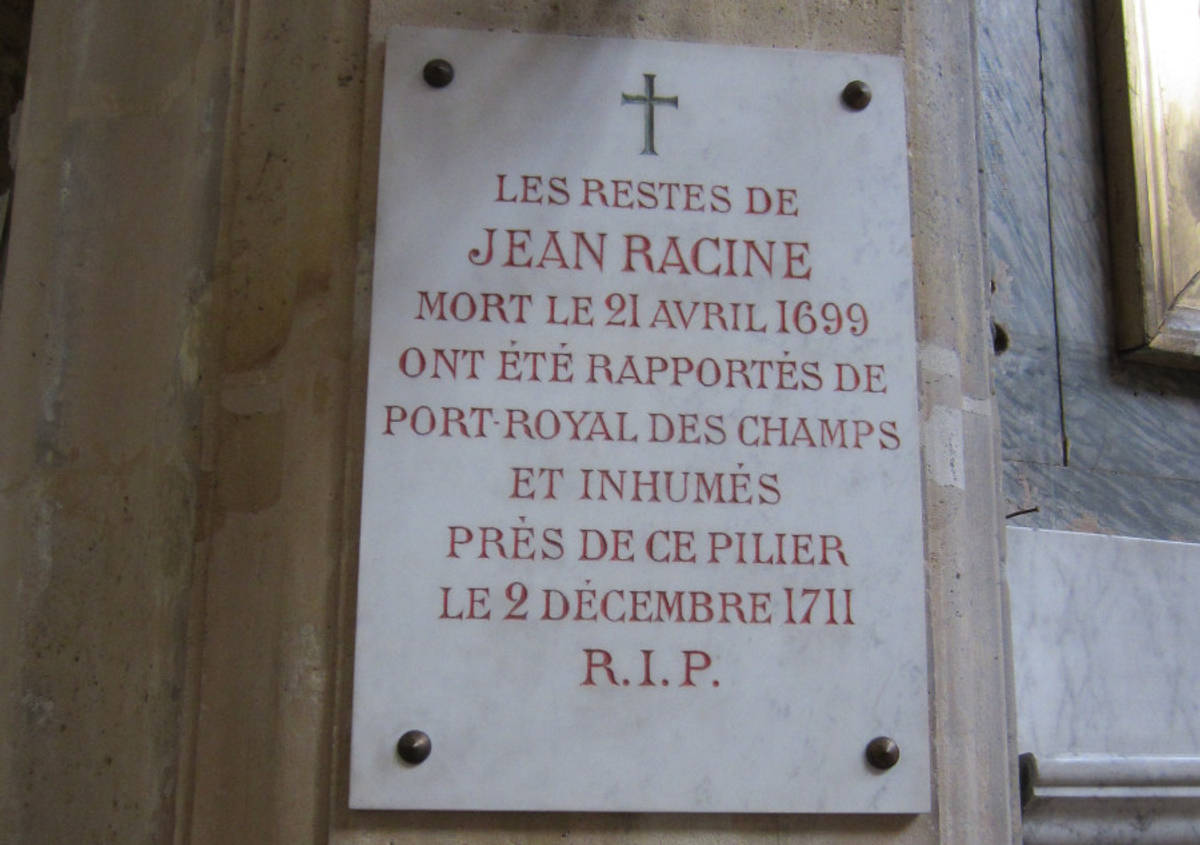 LES RESTES DE
JEAN RACINE
MORT LE 21 AVRIL 1699
ONT ÉTÉ RAPPORTÉS DE
PORT-ROYAL DES CHAMPS
ET INHUMÉS
PRÈS DE CE PILIER
LE 2 DÉCEMBRE 1711
R.I.P.